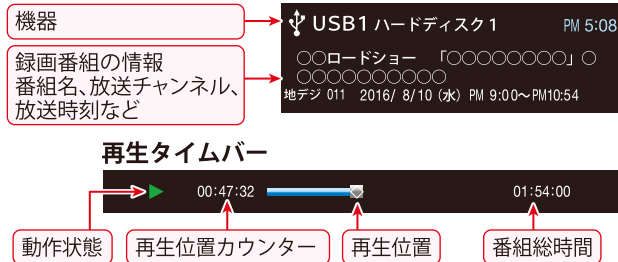 機器
USB1 ハードディスク1 PM 5:08
録画番組の情報
番組名、放送チャンネル、
放送時刻など
○○ロードショー 「○○○○○○○○」○
○○○○○○○○○○
地デジ 011 2016/ 8/10 (水) PM 9:00~PM10:54
再生タイムバー
00:47:32 01:54:00
動作状態 再生位置カウンター 再生位置 番組総時間